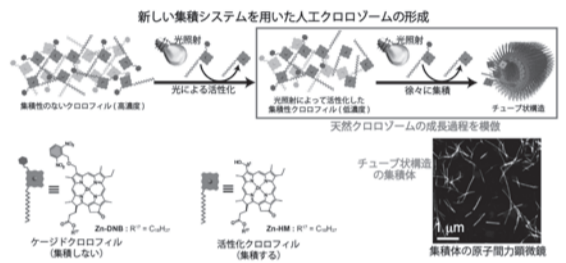 新しい集積システムを用いた人工クロロゾームの形成
光照射
光照射
光による活性化
徐々に集積
集積性のないクロロフィル(高濃度)
光照射によって活性化した
集積性クロロフィル(低濃度)
チューブ状構造
天然クロロゾームの成長過程を模倣
NO₂
NO₂
HO
チューブ状構造
の集積体
Zn-DNB : R¹⁷ = C₁₈H₃₇
Zn-HM : R¹⁷ = C₁₈H₃₇
ケージドクロロフィル
(集積しない)
活性化クロロフィル
(集積する)
1 μm
集積体の原子間力顕微鏡